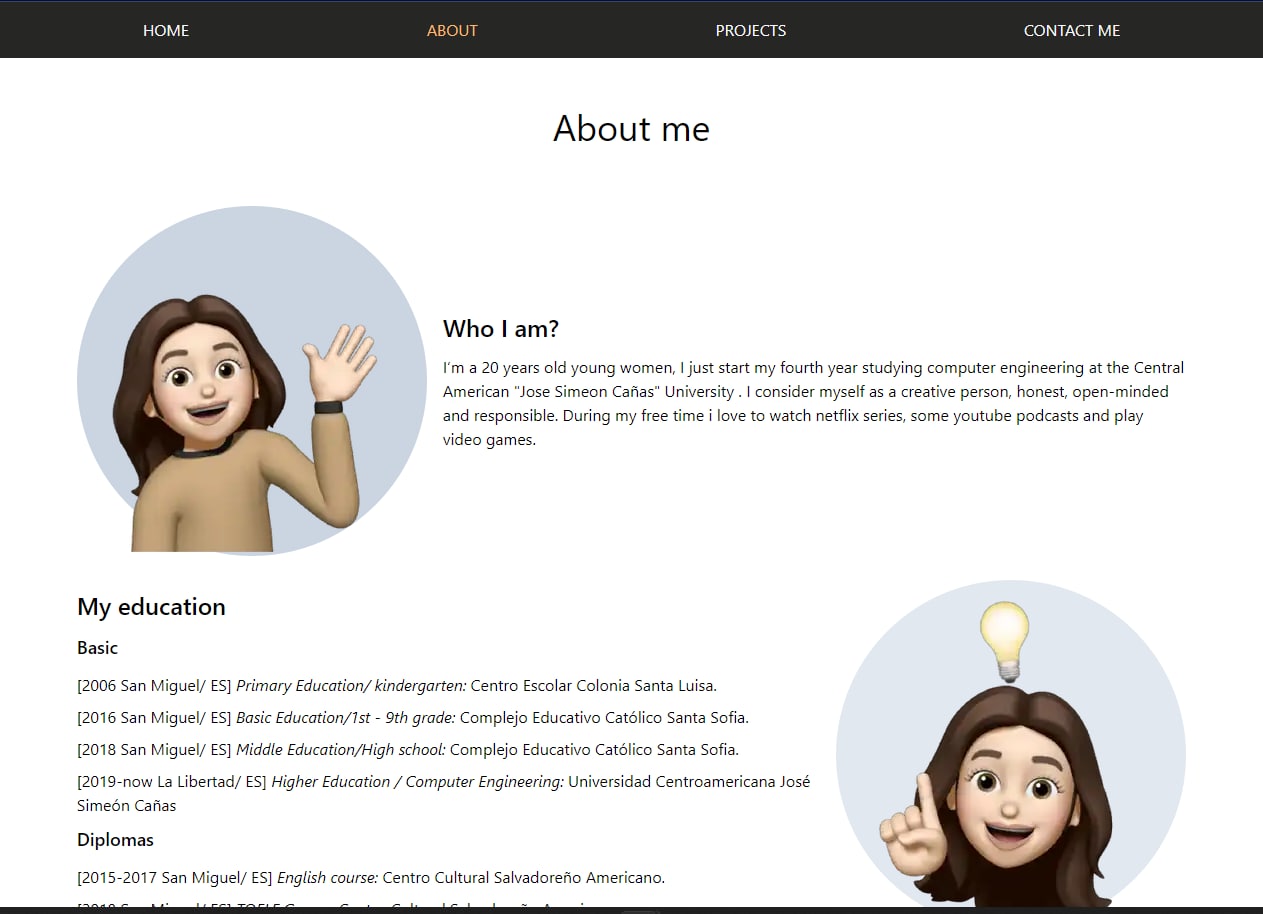 HOME ABOUT PROJECTS CONTACT ME
About me
Who I am?
I'm a 20 years old young women, I just start my fourth year studying computer engineering at the Central
American "Jose Simeon Cañas" University . I consider myself as a creative person, honest, open-minded
and responsible. During my free time i love to watch netflix series, some youtube podcasts and play
video games.
My education
Basic
[2006 San Miguel/ ES] Primary Education/ kindergarten: Centro Escolar Colonia Santa Luisa.
[2016 San Miguel/ ES] Basic Education/1st - 9th grade: Complejo Educativo Católico Santa Sofia.
[2018 San Miguel/ ES] Middle Education/High school: Complejo Educativo Católico Santa Sofia.
[2019-now La Libertad/ ES] Higher Education / Computer Engineering: Universidad Centroamericana José
Simeón Cañas
Diplomas
[2015-2017 San Miguel/ ES] English course: Centro Cultural Salvadoreño Americano.